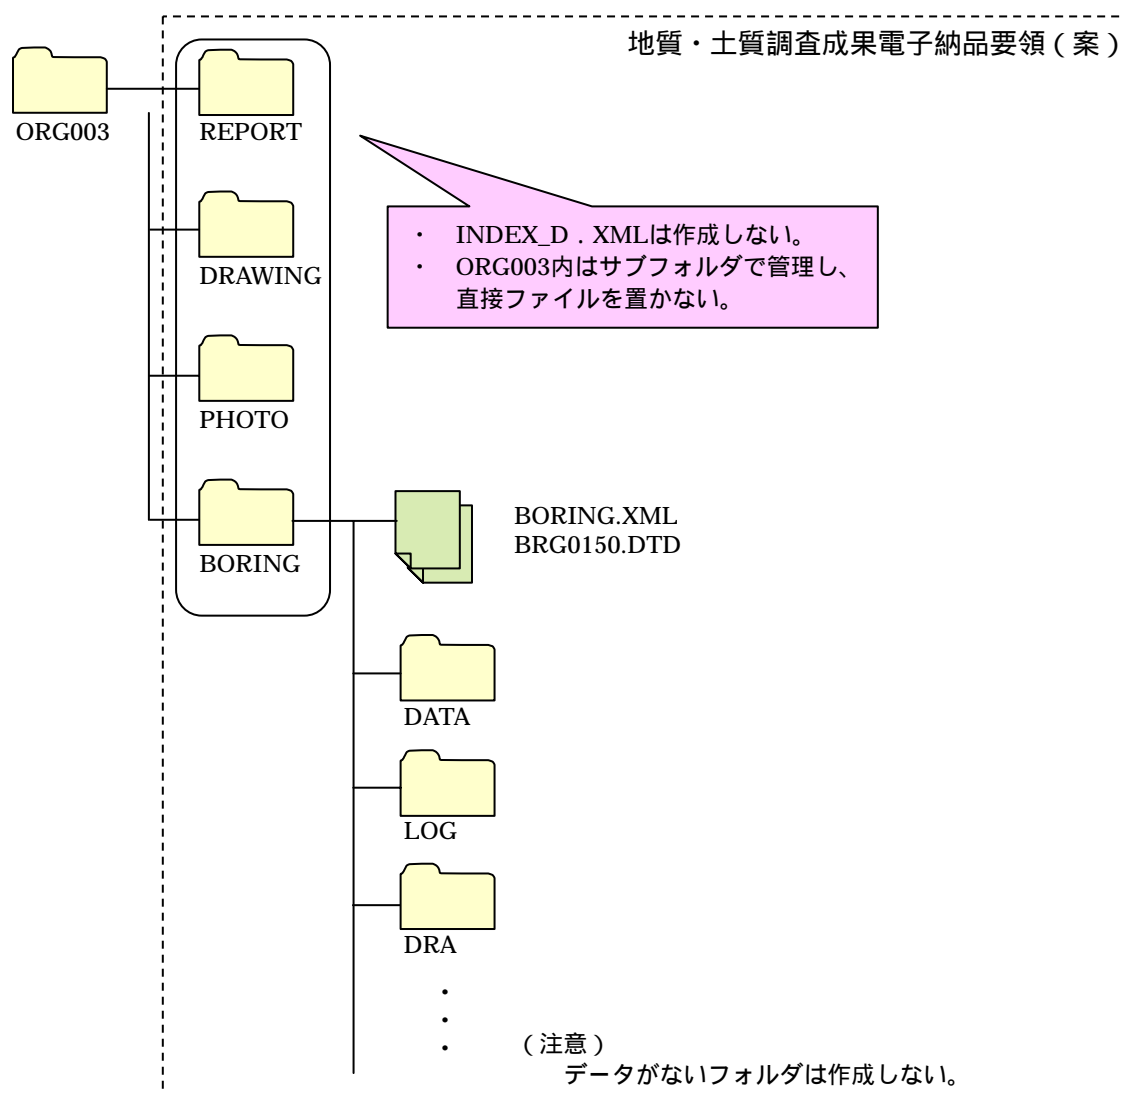 地質・土質調査成果電子納品要領（案）
ORG003
REPORT
・ INDEX_D．XMLは作成しない。
・ ORG003内はサブフォルダで管理し、
直接ファイルを置かない。
DRAWING
PHOTO
BORING
BORING.XML
BRG0150.DTD
DATA
LOG
DRA
・
・
・
（注意）
データがないフォルダは作成しない。